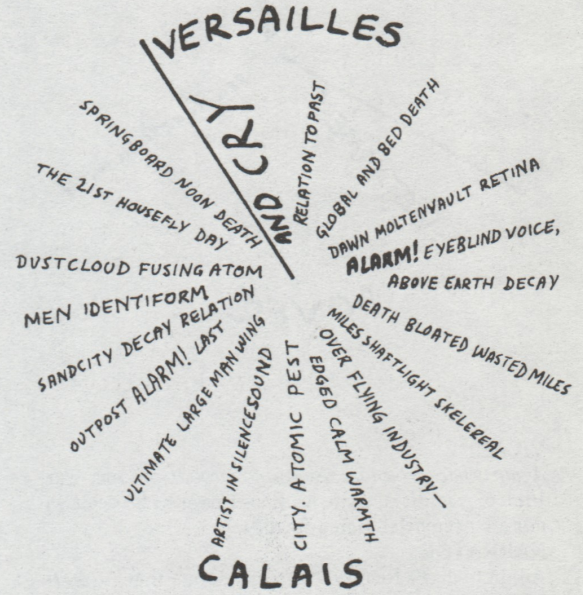 VERSAILLES
AND CRY
RELATION TO PAST
GLOBAL AND BED DEATH
DAWN MOLTENVAULT RETINA
ALARM! EYEBLIND VOICE,
ABOVE EARTH DECAY
DEATH BLOATED WASTED MILES
MILES SHAFTLIGHT SKELEREAL
OVER FLYING INDUSTRY—
EDGED CALM WARMTH
CITY. ATOMIC PEST
ARTIST IN SILENCESOUND
ULTIMATE LARGE MAN WING
OUTPOST ALARM! LAST
SANDCITY DECAY RELATION
MEN IDENTIFORM
DUSTCLOUD FUSING ATOM
THE 21ST HOUSEFLY DAY
SPRINGBOARD NOON DEATH
CALAIS